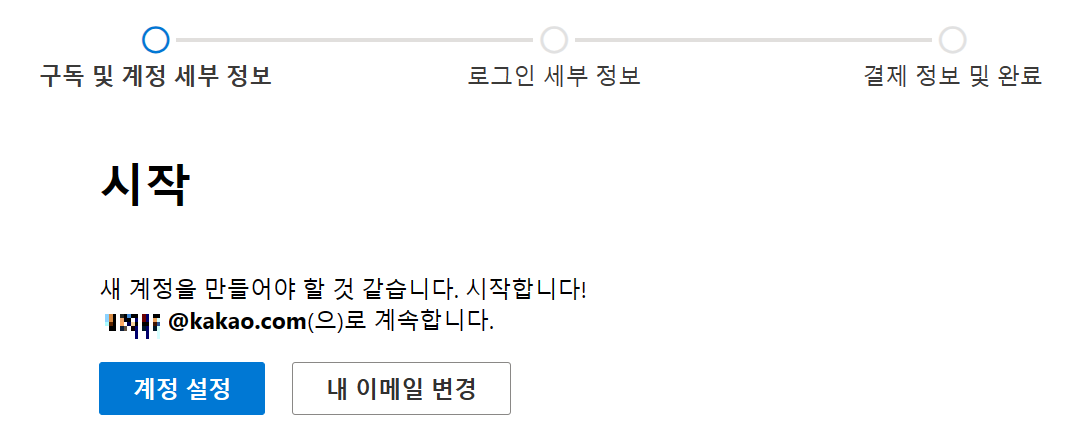 구독 및 계정 세부 정보
로그인 세부 정보
결제 정보 및 완료
시작
새 계정을 만들어야 할 것 같습니다. 시작합니다!
@kakao.com(으)로 계속합니다.
계정 설정
내 이메일 변경